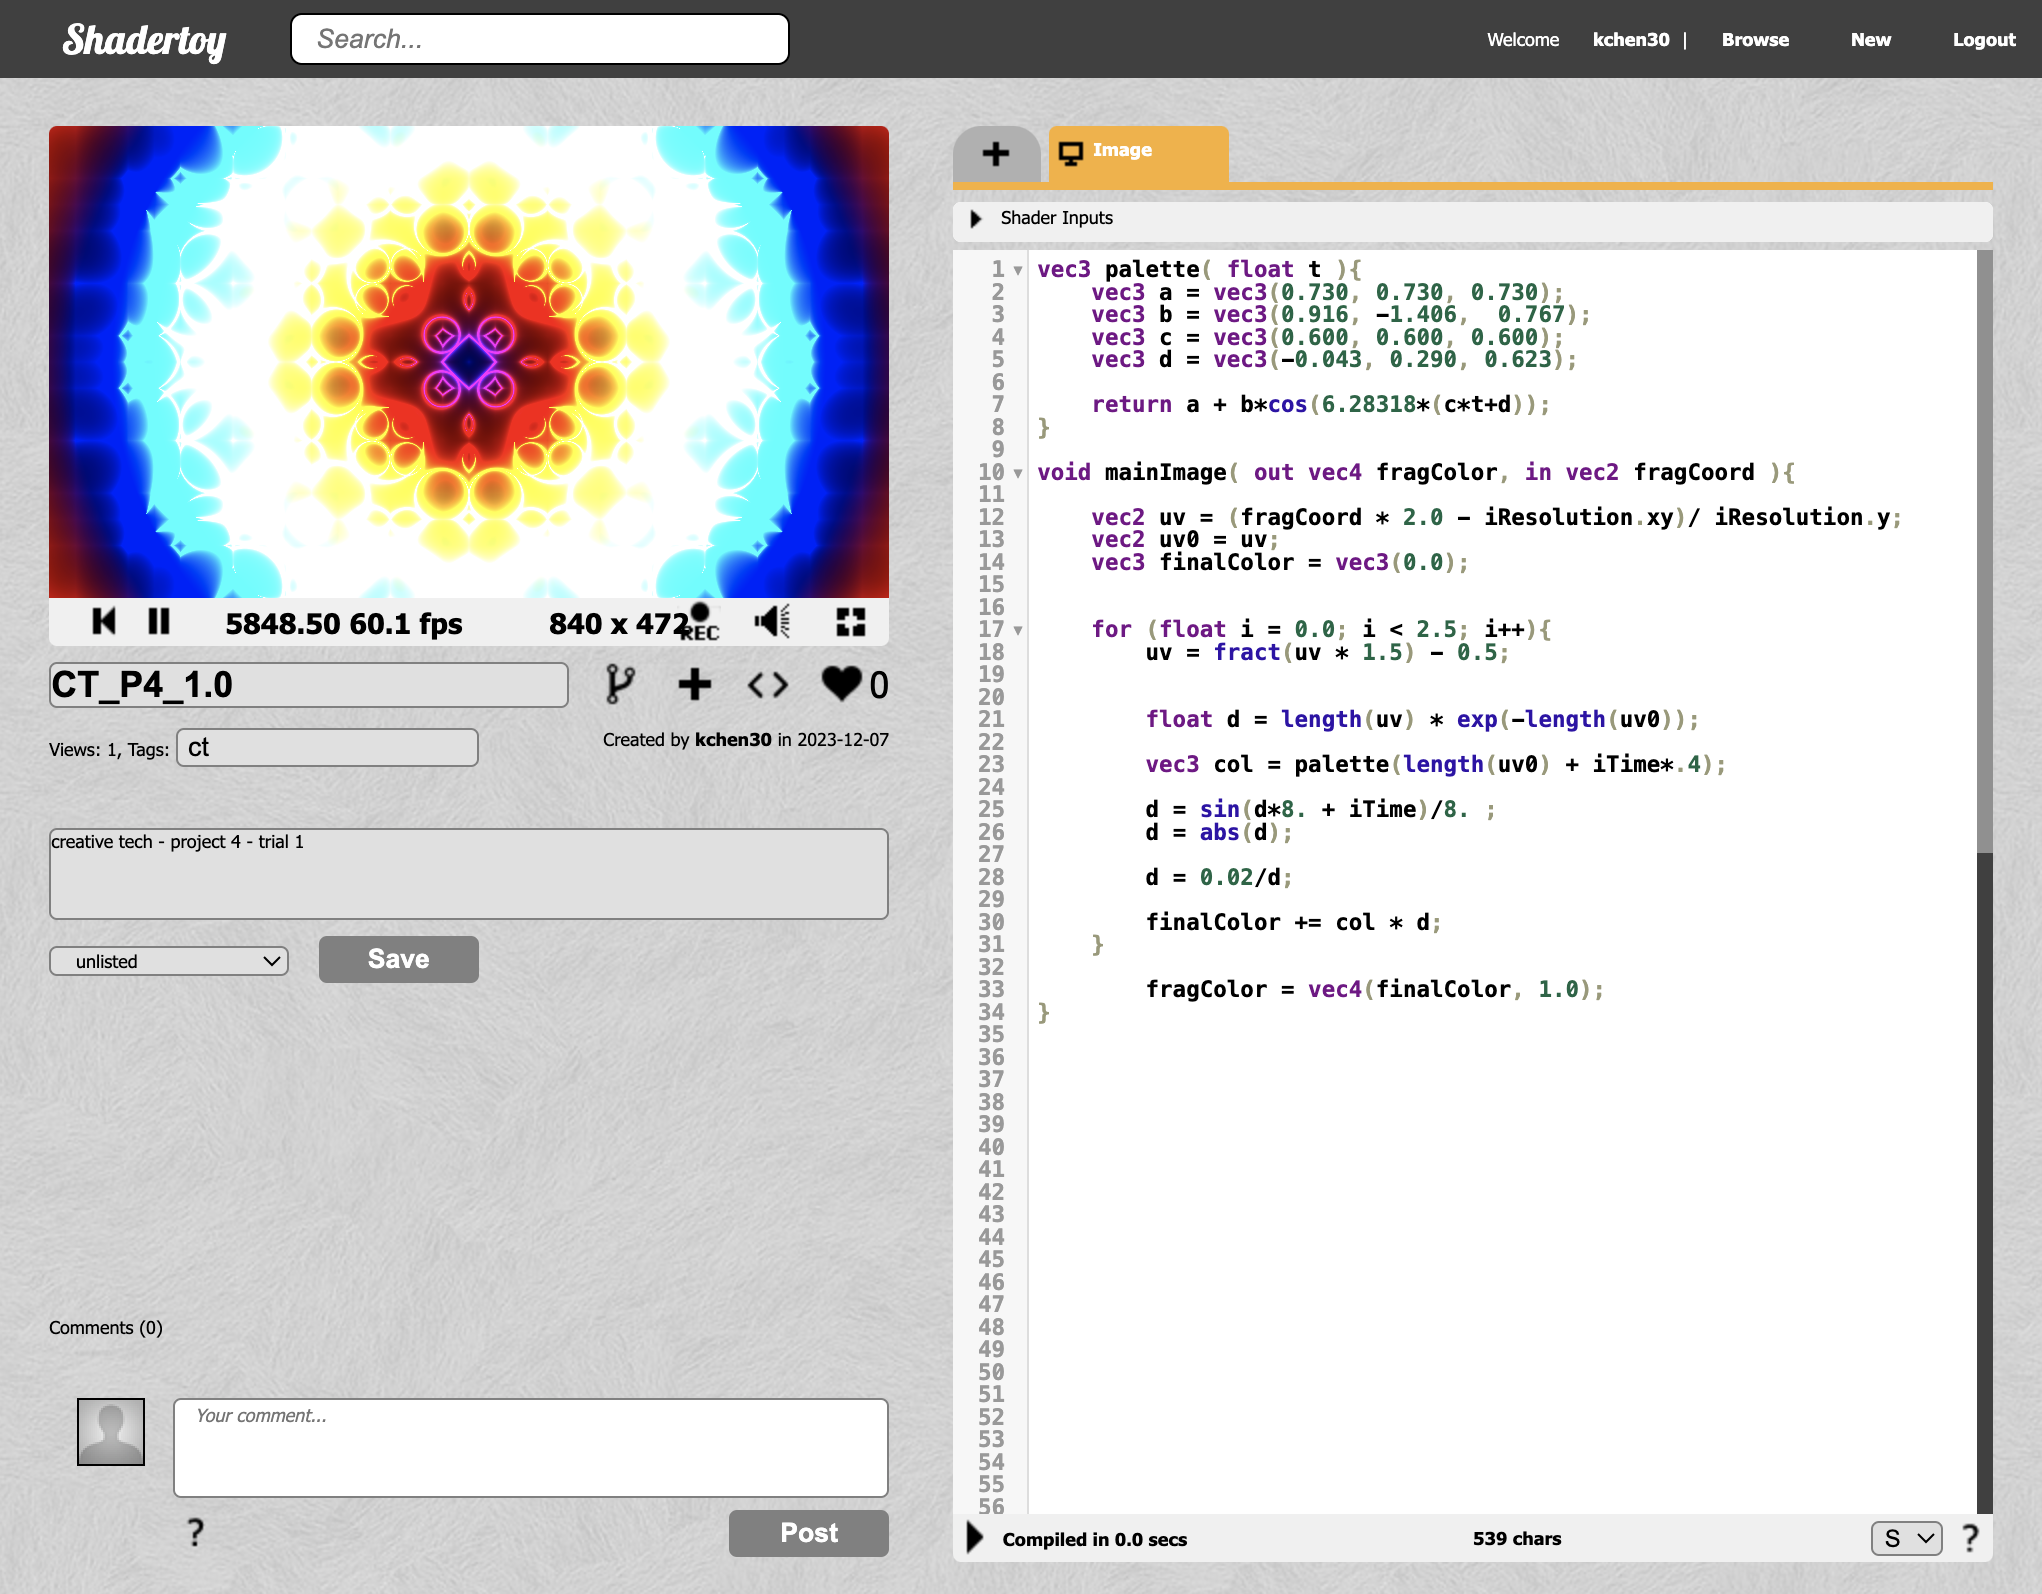 Shadertoy
Search...
Welcome kchen30 | Browse New Logout
5848.50 60.1 fps 840 x 472 REC
CT_P4_1.0
0
Views: 1, Tags: ct
Created by kchen30 in 2023-12-07
creative tech - project 4 - trial 1
unlisted
Save
Comments (0)
Your comment...
?
Post
Image
Shader Inputs
1 vec3 palette( float t ){
2 vec3 a = vec3(0.730, 0.730, 0.730);
3 vec3 b = vec3(0.916, -1.406,  0.767);
4 vec3 c = vec3(0.600, 0.600, 0.600);
5 vec3 d = vec3(-0.043, 0.290, 0.623);
6
7 return a + b*cos(6.28318*(c*t+d));
8 }
9
10 void mainImage( out vec4 fragColor, in vec2 fragCoord ){
11
12 vec2 uv = (fragCoord * 2.0 - iResolution.xy)/ iResolution.y;
13 vec2 uv0 = uv;
14 vec3 finalColor = vec3(0.0);
15
16
17 for (float i = 0.0; i < 2.5; i++){
18 uv = fract(uv * 1.5) - 0.5;
19
20
21 float d = length(uv) * exp(-length(uv0));
22
23 vec3 col = palette(length(uv0) + iTime*.4);
24
25 d = sin(d*8. + iTime)/8. ;
26 d = abs(d);
27
28 d = 0.02/d;
29
30 finalColor += col * d;
31 }
32
33 fragColor = vec4(finalColor, 1.0);
34 }
35
36
37
38
39
40
41
42
43
44
45
46
47
48
49
50
51
52
53
54
55
56
Compiled in 0.0 secs 539 chars S ?